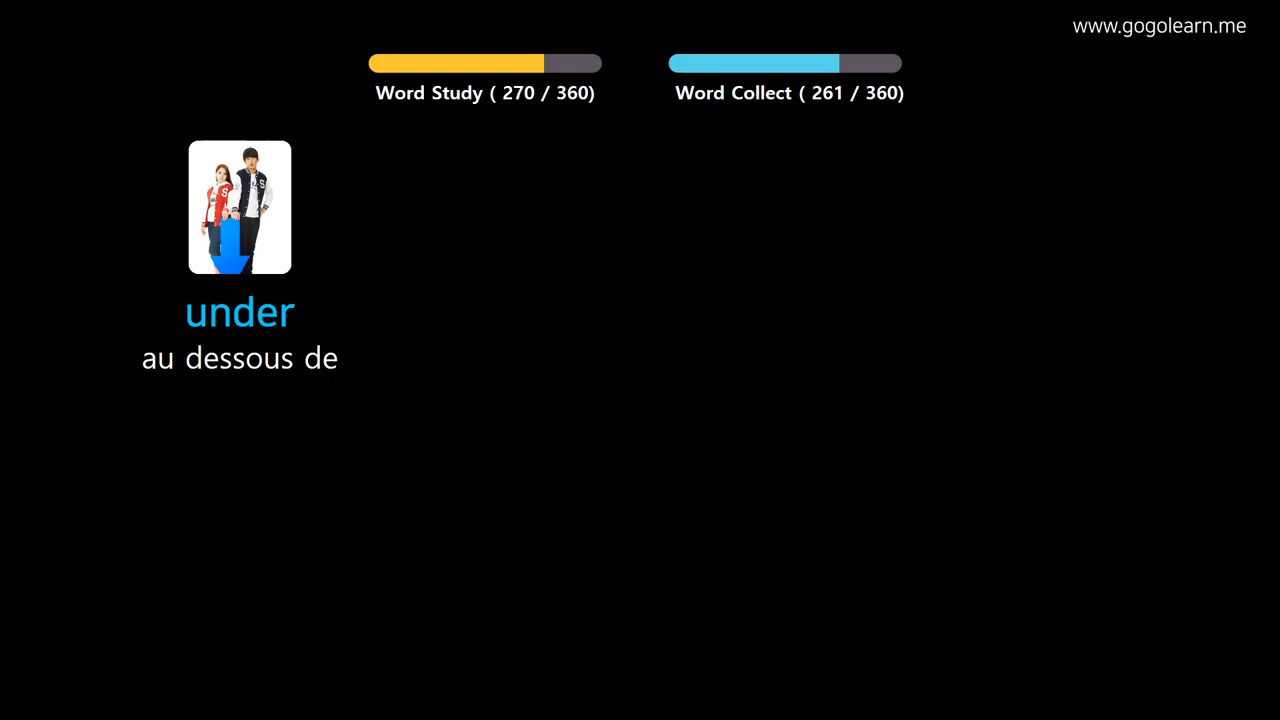 www.gogolearn.me
Word Study ( 270 / 360)
Word Collect ( 261 / 360)
S
S
under
au dessous de